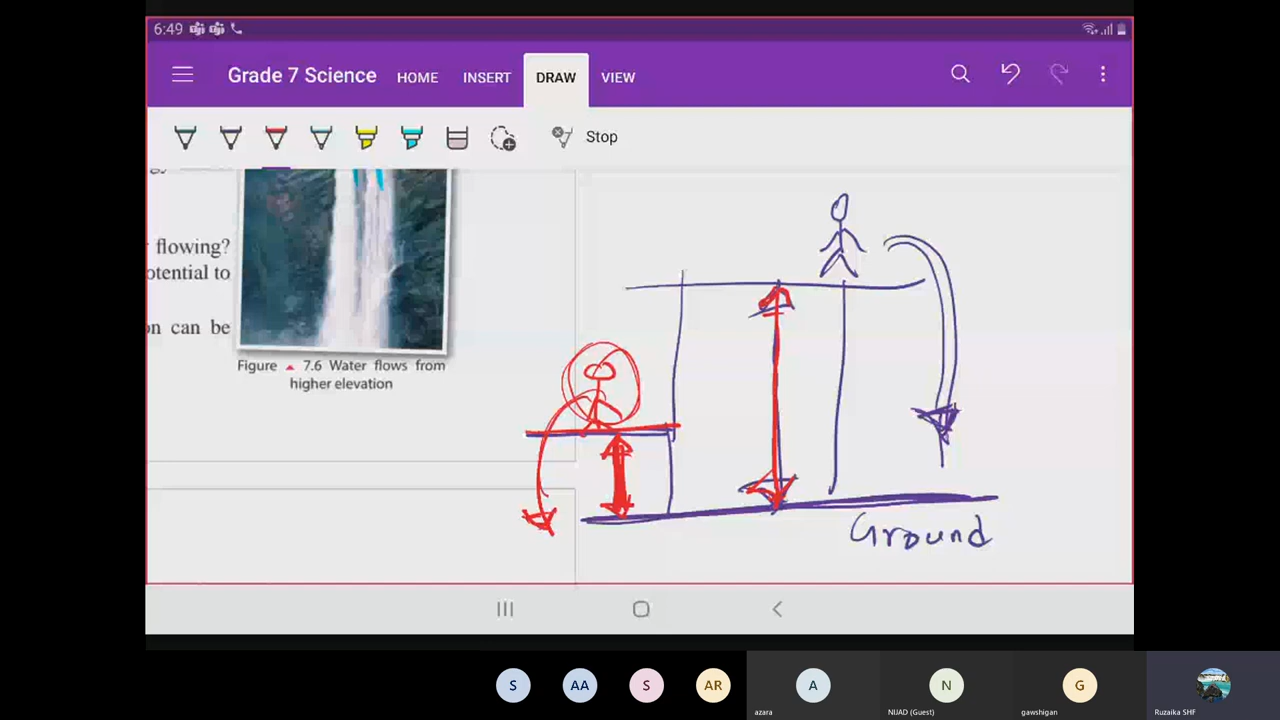 6:49
Grade 7 Science HOME INSERT DRAW VIEW
Stop
flowing?
otential to
on can be
Figure 7.6 Water flows from
higher elevation
Ground
S AA S AR A N G
azara NIJAD (Guest) gawshigan Ruzaika SHF